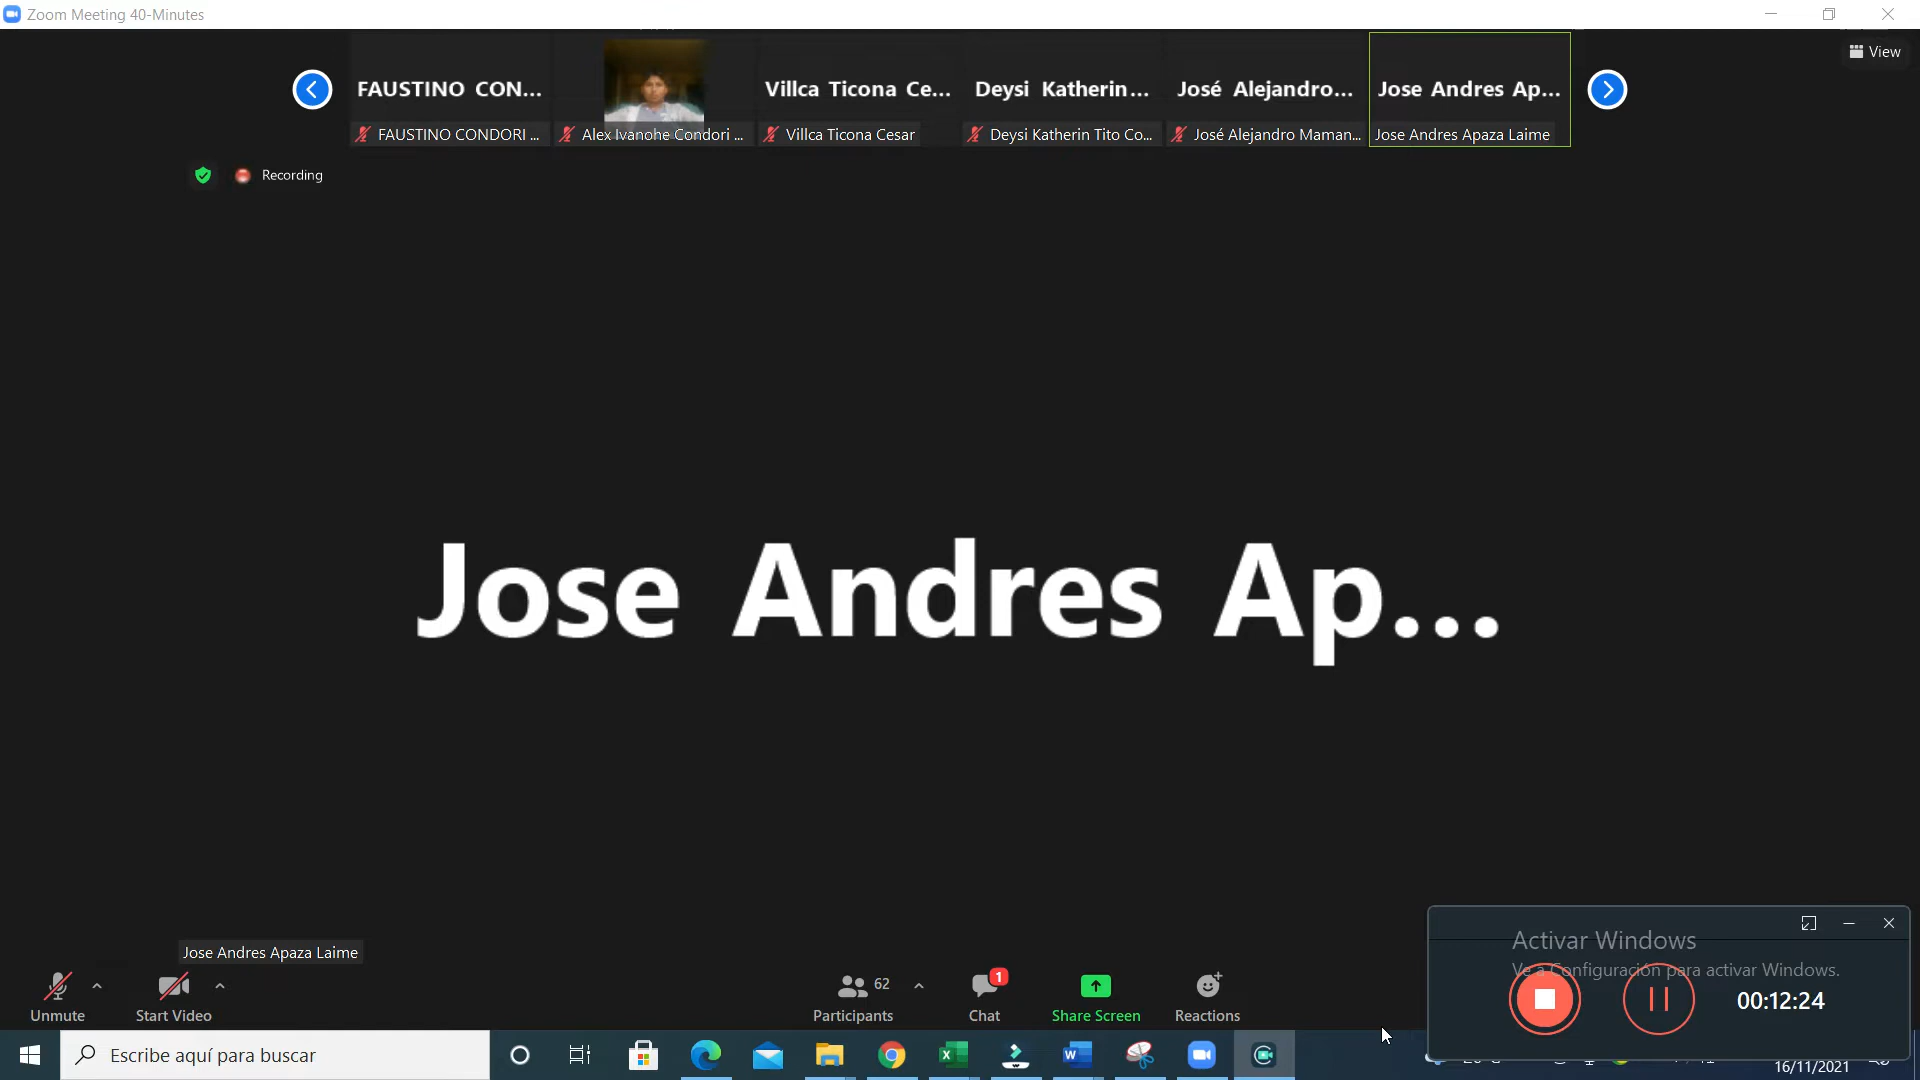 Zoom Meeting 40-Minutes
View
FAUSTINO CON...
Villca Ticona Ce...
Deysi Katherin...
José Alejandro...
Jose Andres Ap...
FAUSTINO CONDORI ...
Alex Ivanohe Condori ...
Villca Ticona Cesar
Deysi Katherin Tito Co...
José Alejandro Maman...
Jose Andres Apaza Laime
Recording
Jose Andres Ap...
Jose Andres Apaza Laime
Unmute
Start Video
62
Participants
1
Chat
Share Screen
Reactions
Activar Windows
Ve a Configuración para activar Windows.
00:12:24
Escribe aquí para buscar
16/11/2021